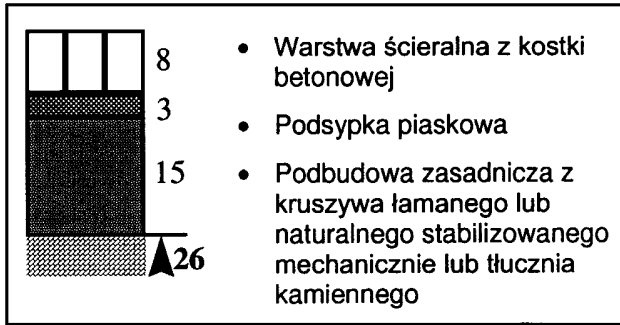 8
3
15
26
• Warstwa ścieralna z kostki
betonowej
• Podsypka piaskowa
• Podbudowa zasadnicza z
kruszywa łamanego lub
naturalnego stabilizowanego
mechanicznie lub tłucznia
kamiennego